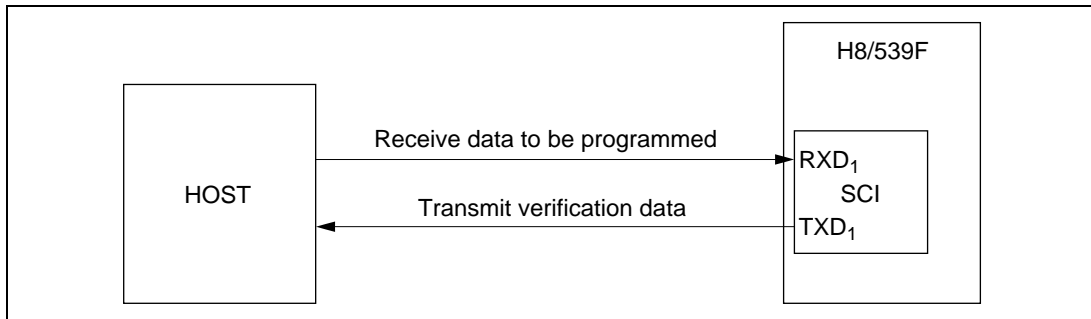 H8/539F
Receive data to be programmed
RXD₁
HOST
SCI
Transmit verification data
TXD₁